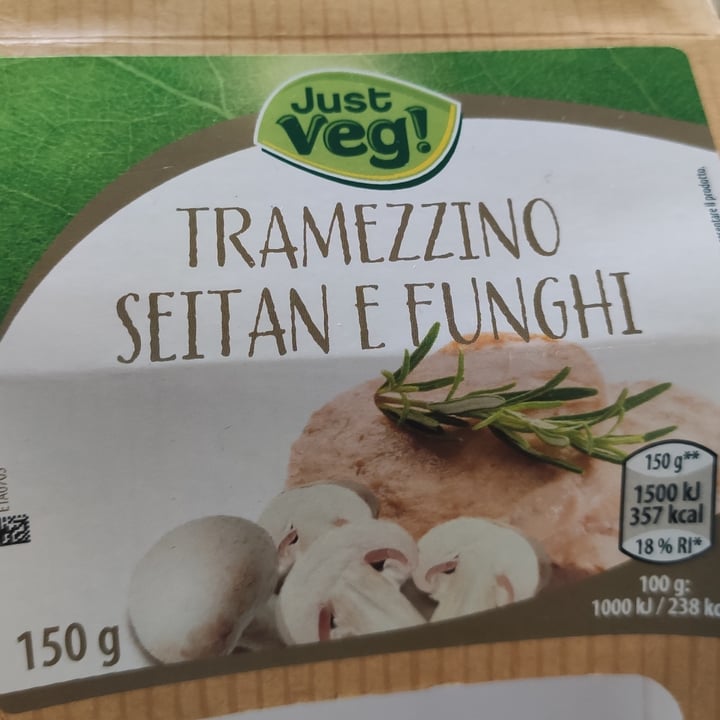 Just
Veg!
TRAMEZZINO
SEITAN E FUNGHI
150 g**
1500 kJ
357 kcal
18 % RI*
100 g:
1000 kJ / 238 kc
150 g